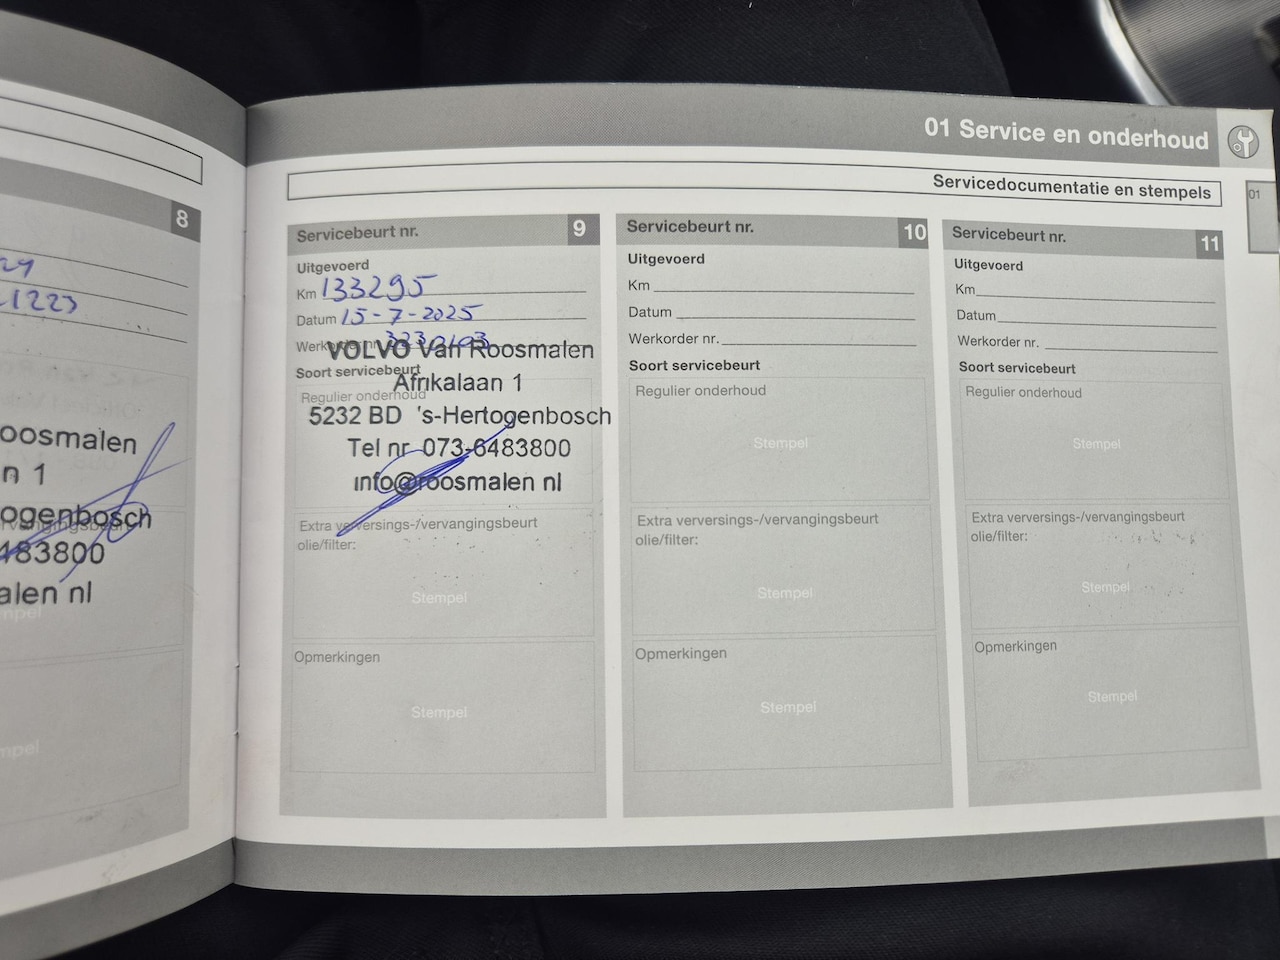 01 Service en onderhoud
Servicedocumentatie en stempels
01
8
1223
oosmalen
n 1
ogenbosch
483800
alen nl
Servicebeurt nr. 9
Uitgevoerd
Km 133295
Datum 15-7-2025
Werkorder nr.
VOLVO Van Roosmalen
Soort servicebeurt
Afrikalaan 1
Regulier onderhoud
5232 BD 's-Hertogenbosch
Tel nr 073-6483800
info@roosmalen nl
Extra verversings-/vervangingsbeurt
olie/filter:
Stempel
Opmerkingen
Stempel
Servicebeurt nr. 10
Uitgevoerd
Km
Datum
Werkorder nr.
Soort servicebeurt
Regulier onderhoud
Stempel
Extra verversings-/vervangingsbeurt
olie/filter:
Stempel
Opmerkingen
Stempel
Servicebeurt nr. 11
Uitgevoerd
Km
Datum
Werkorder nr.
Soort servicebeurt
Regulier onderhoud
Stempel
Extra verversings-/vervangingsbeurt
olie/filter:
Stempel
Opmerkingen
Stempel